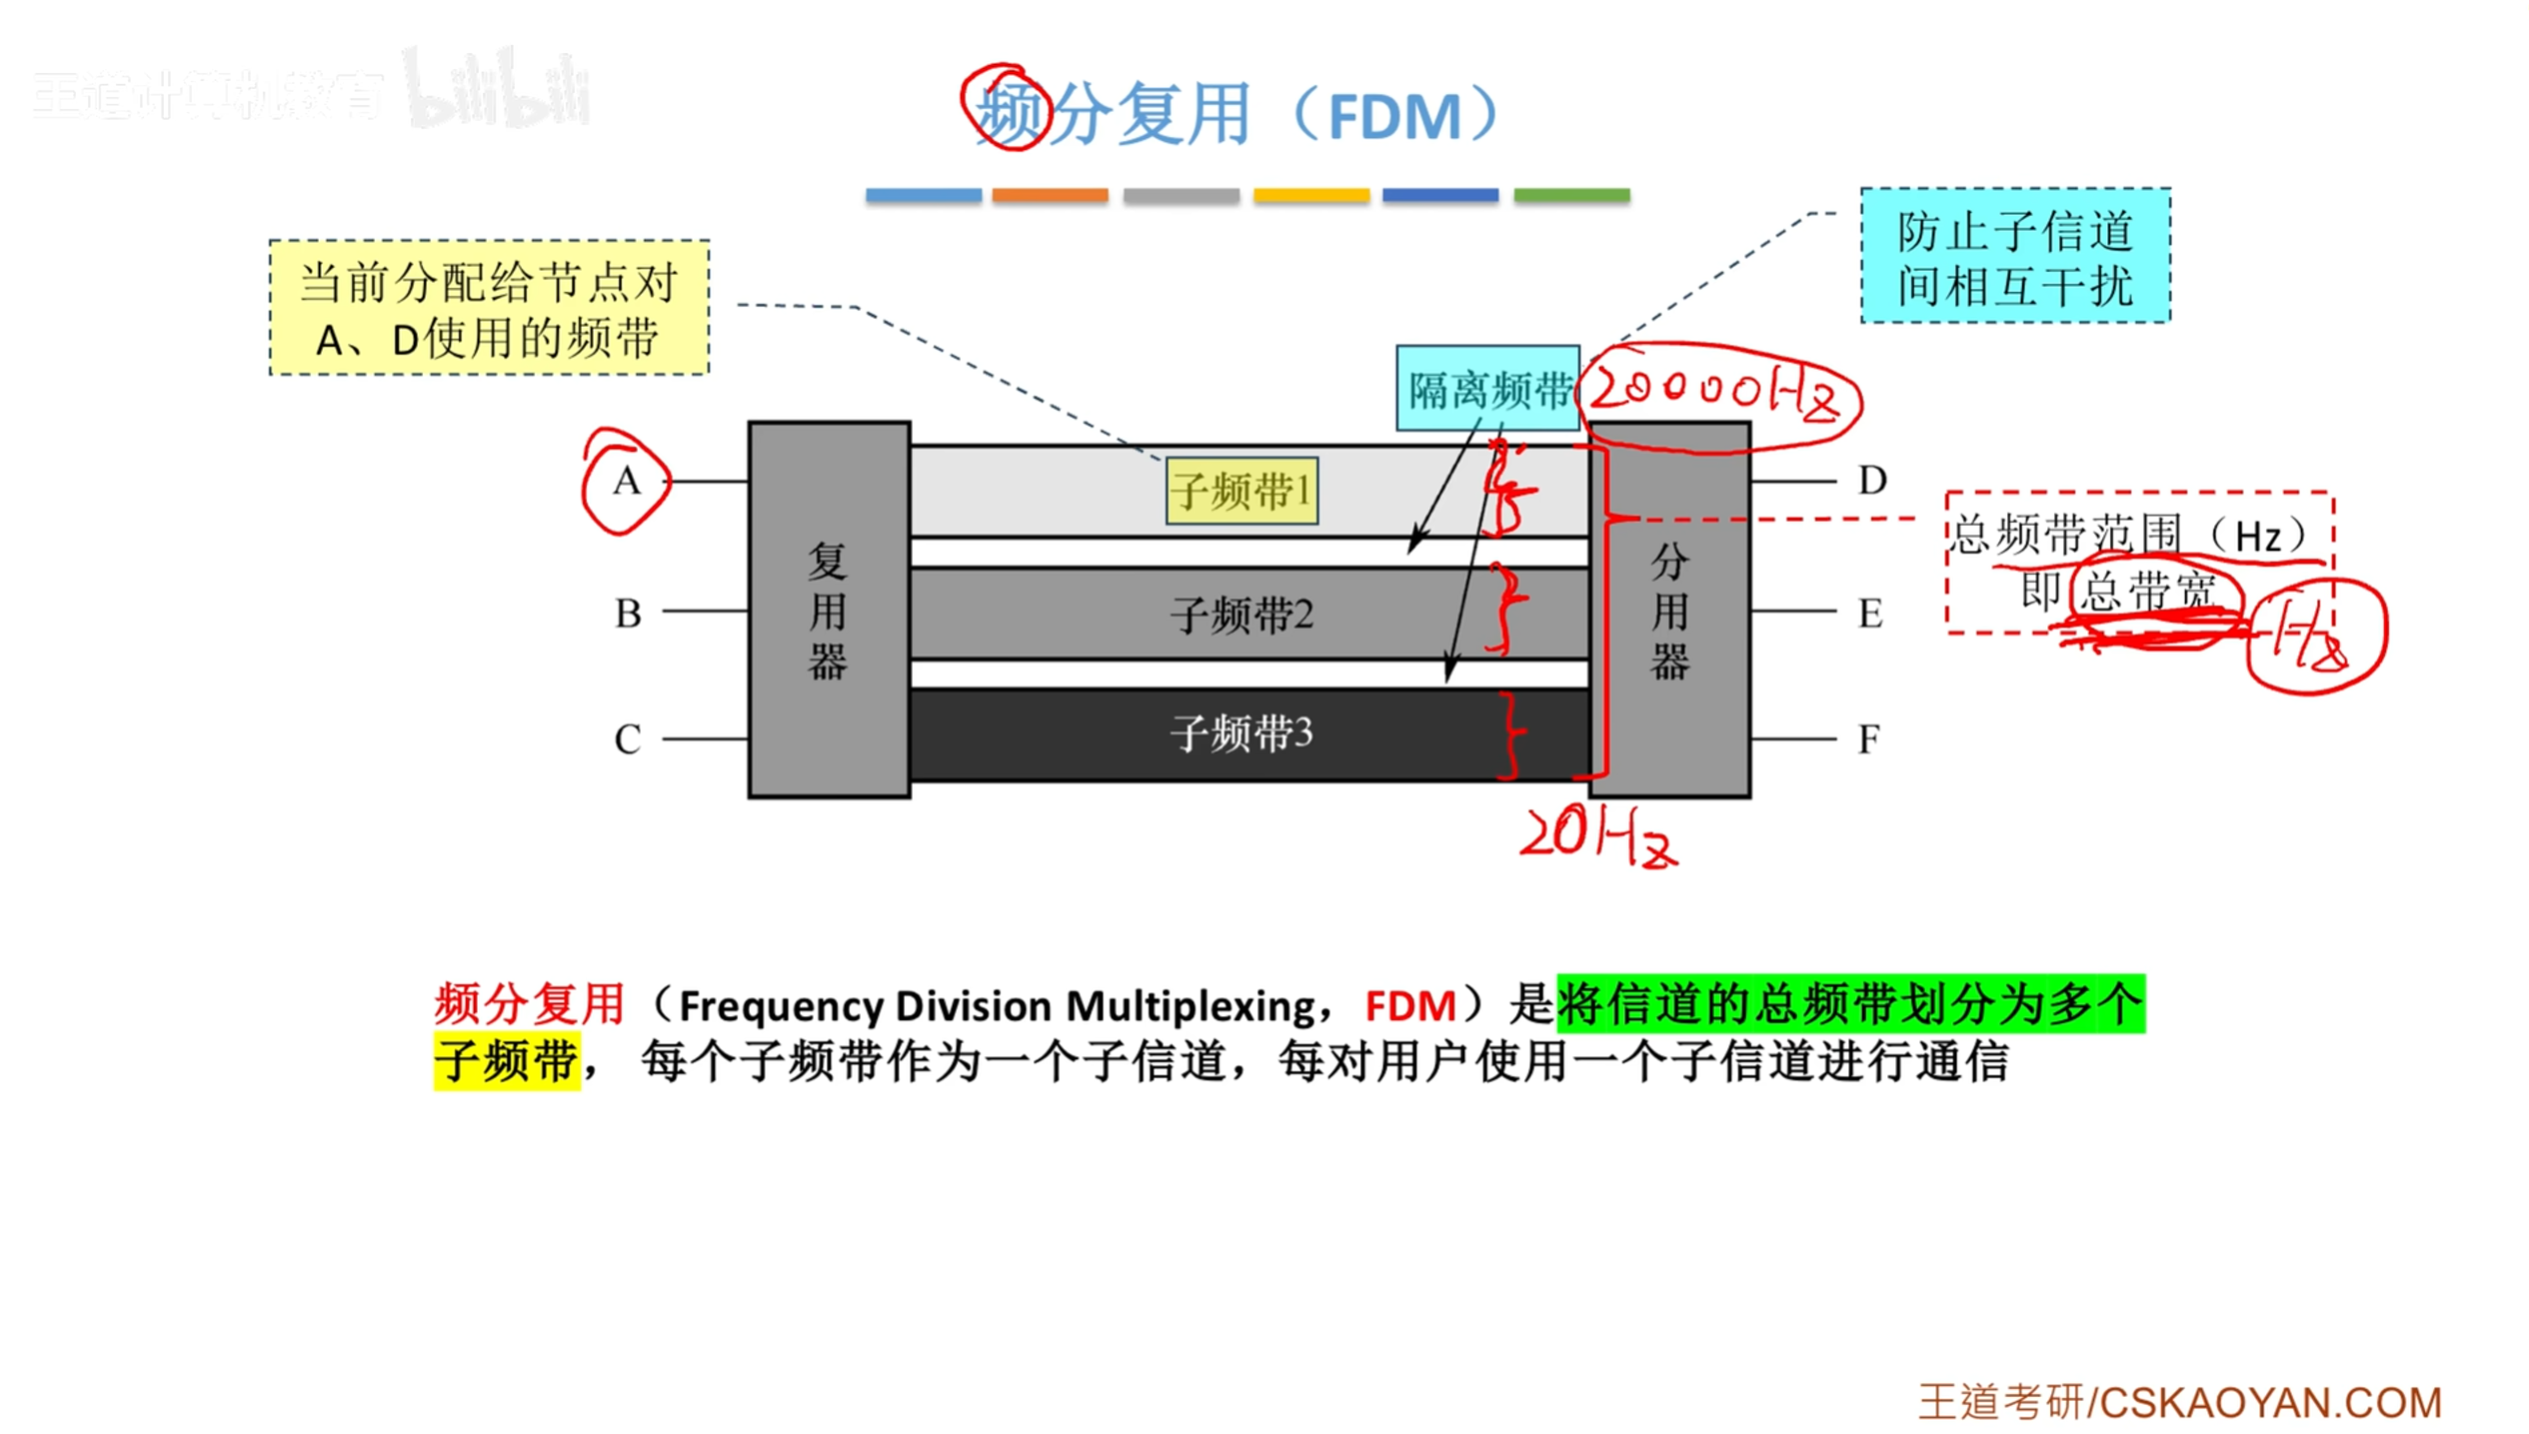 王道计算机教育 bilibili
频分复用（FDM）
防止子信道
间相互干扰
当前分配给节点对
A、D使用的频带
隔离频带
20000Hz
A
子频带1
D
总频带范围（Hz）
即总带宽
Hz
复用器
分用器
B
子频带2
E
C
子频带3
F
20Hz
频分复用（Frequency Division Multiplexing，FDM）是将信道的总频带划分为多个
子频带， 每个子频带作为一个子信道，每对用户使用一个子信道进行通信
王道考研/CSKAOYAN.COM